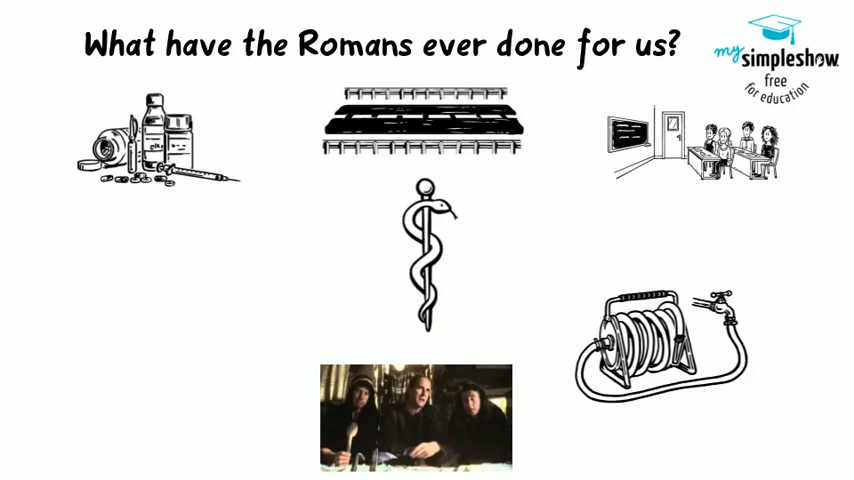 What have the Romans ever done for us?
my
simpleshow
free
for education